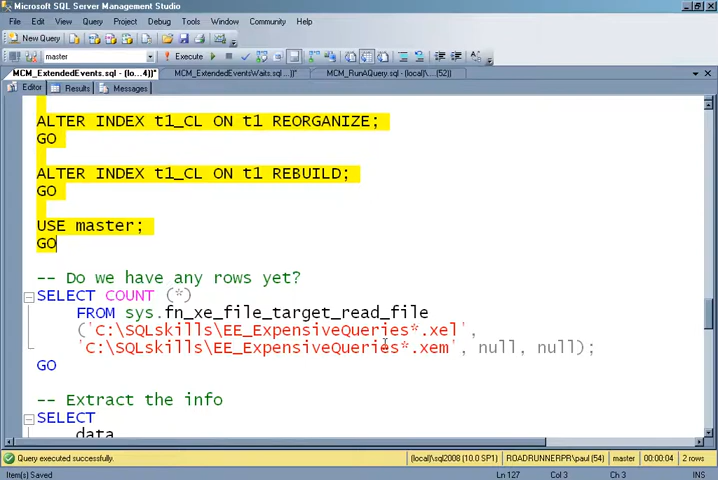 Microsoft SQL Server Management Studio
File Edit View Query Project Debug Tools Window Community Help
New Query
master Execute
MCM_ExtendedEvents.sql - (lo...4))* MCM_ExtendedEventsWaits.sql ...))* MCM_RunAQuery.sql - (local\....(52))
Editor Results Messages
ALTER INDEX t1_CL ON t1 REORGANIZE;
GO
ALTER INDEX t1_CL ON t1 REBUILD;
GO
USE master;
GO
-- Do we have any rows yet?
SELECT COUNT (*)
FROM sys.fn_xe_file_target_read_file
('C:\SQLskills\EE_ExpensiveQueries*.xel',
'C:\SQLskills\EE_ExpensiveQueries*.xem', null, null);
GO
-- Extract the info
SELECT
data
Query executed successfully. (local)\sql2008 (10.0 SP1) ROADRUNNERPR\paul (54) master 00:00:04 2 rows
Item(s) Saved Ln 127 Col 3 Ch 3 INS